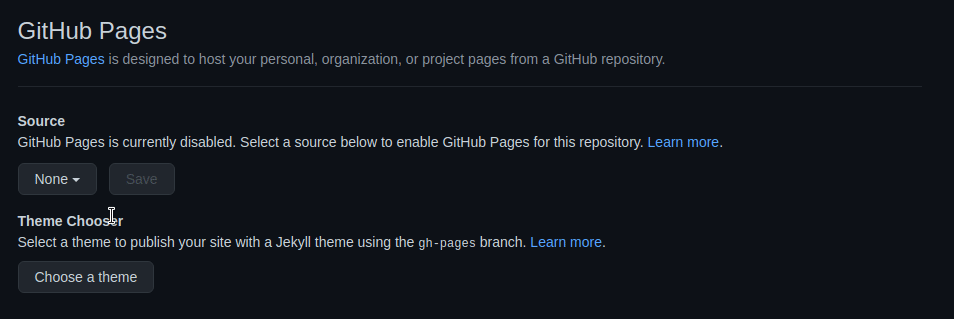 GitHub Pages
GitHub Pages is designed to host your personal, organization, or project pages from a GitHub repository.
Source
GitHub Pages is currently disabled. Select a source below to enable GitHub Pages for this repository. Learn more.
None Save
Theme Chooser
Select a theme to publish your site with a Jekyll theme using the gh-pages branch. Learn more.
Choose a theme